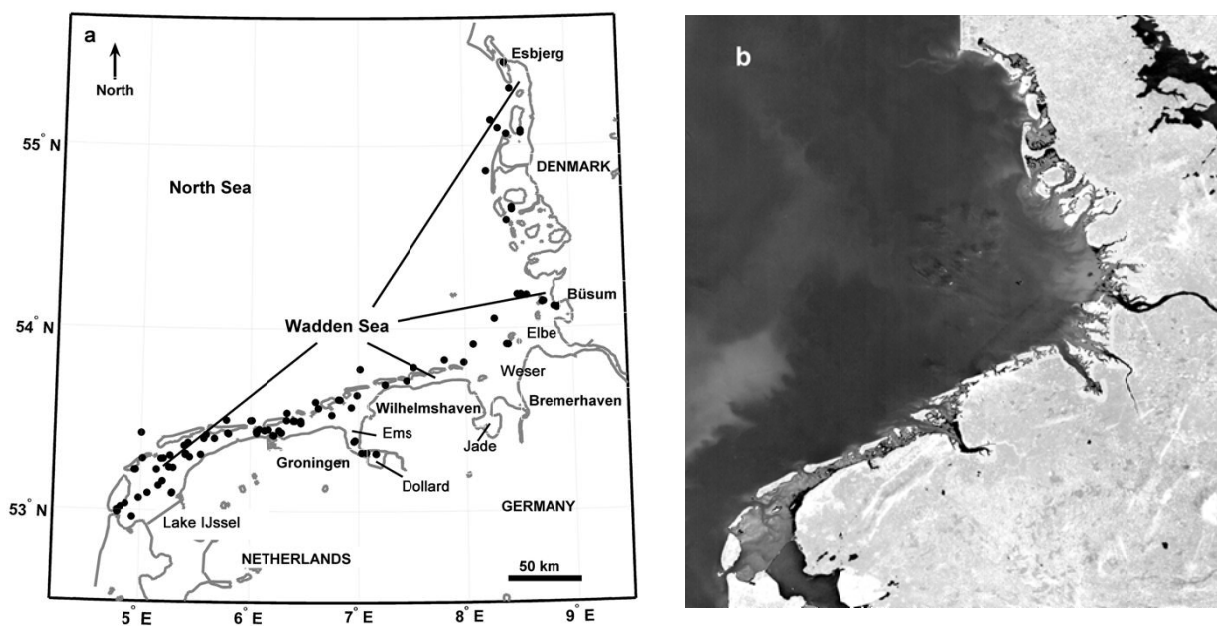 a
North
Esbjerg
55° N
DENMARK
North Sea
Büsum
Wadden Sea
54° N
Elbe
Weser
Wilhelmshaven
Bremerhaven
Ems
Jade
Groningen
Dollard
53° N
Lake IJssel
GERMANY
NETHERLANDS
50 km
5° E
6° E
7° E
8° E
9° E
b